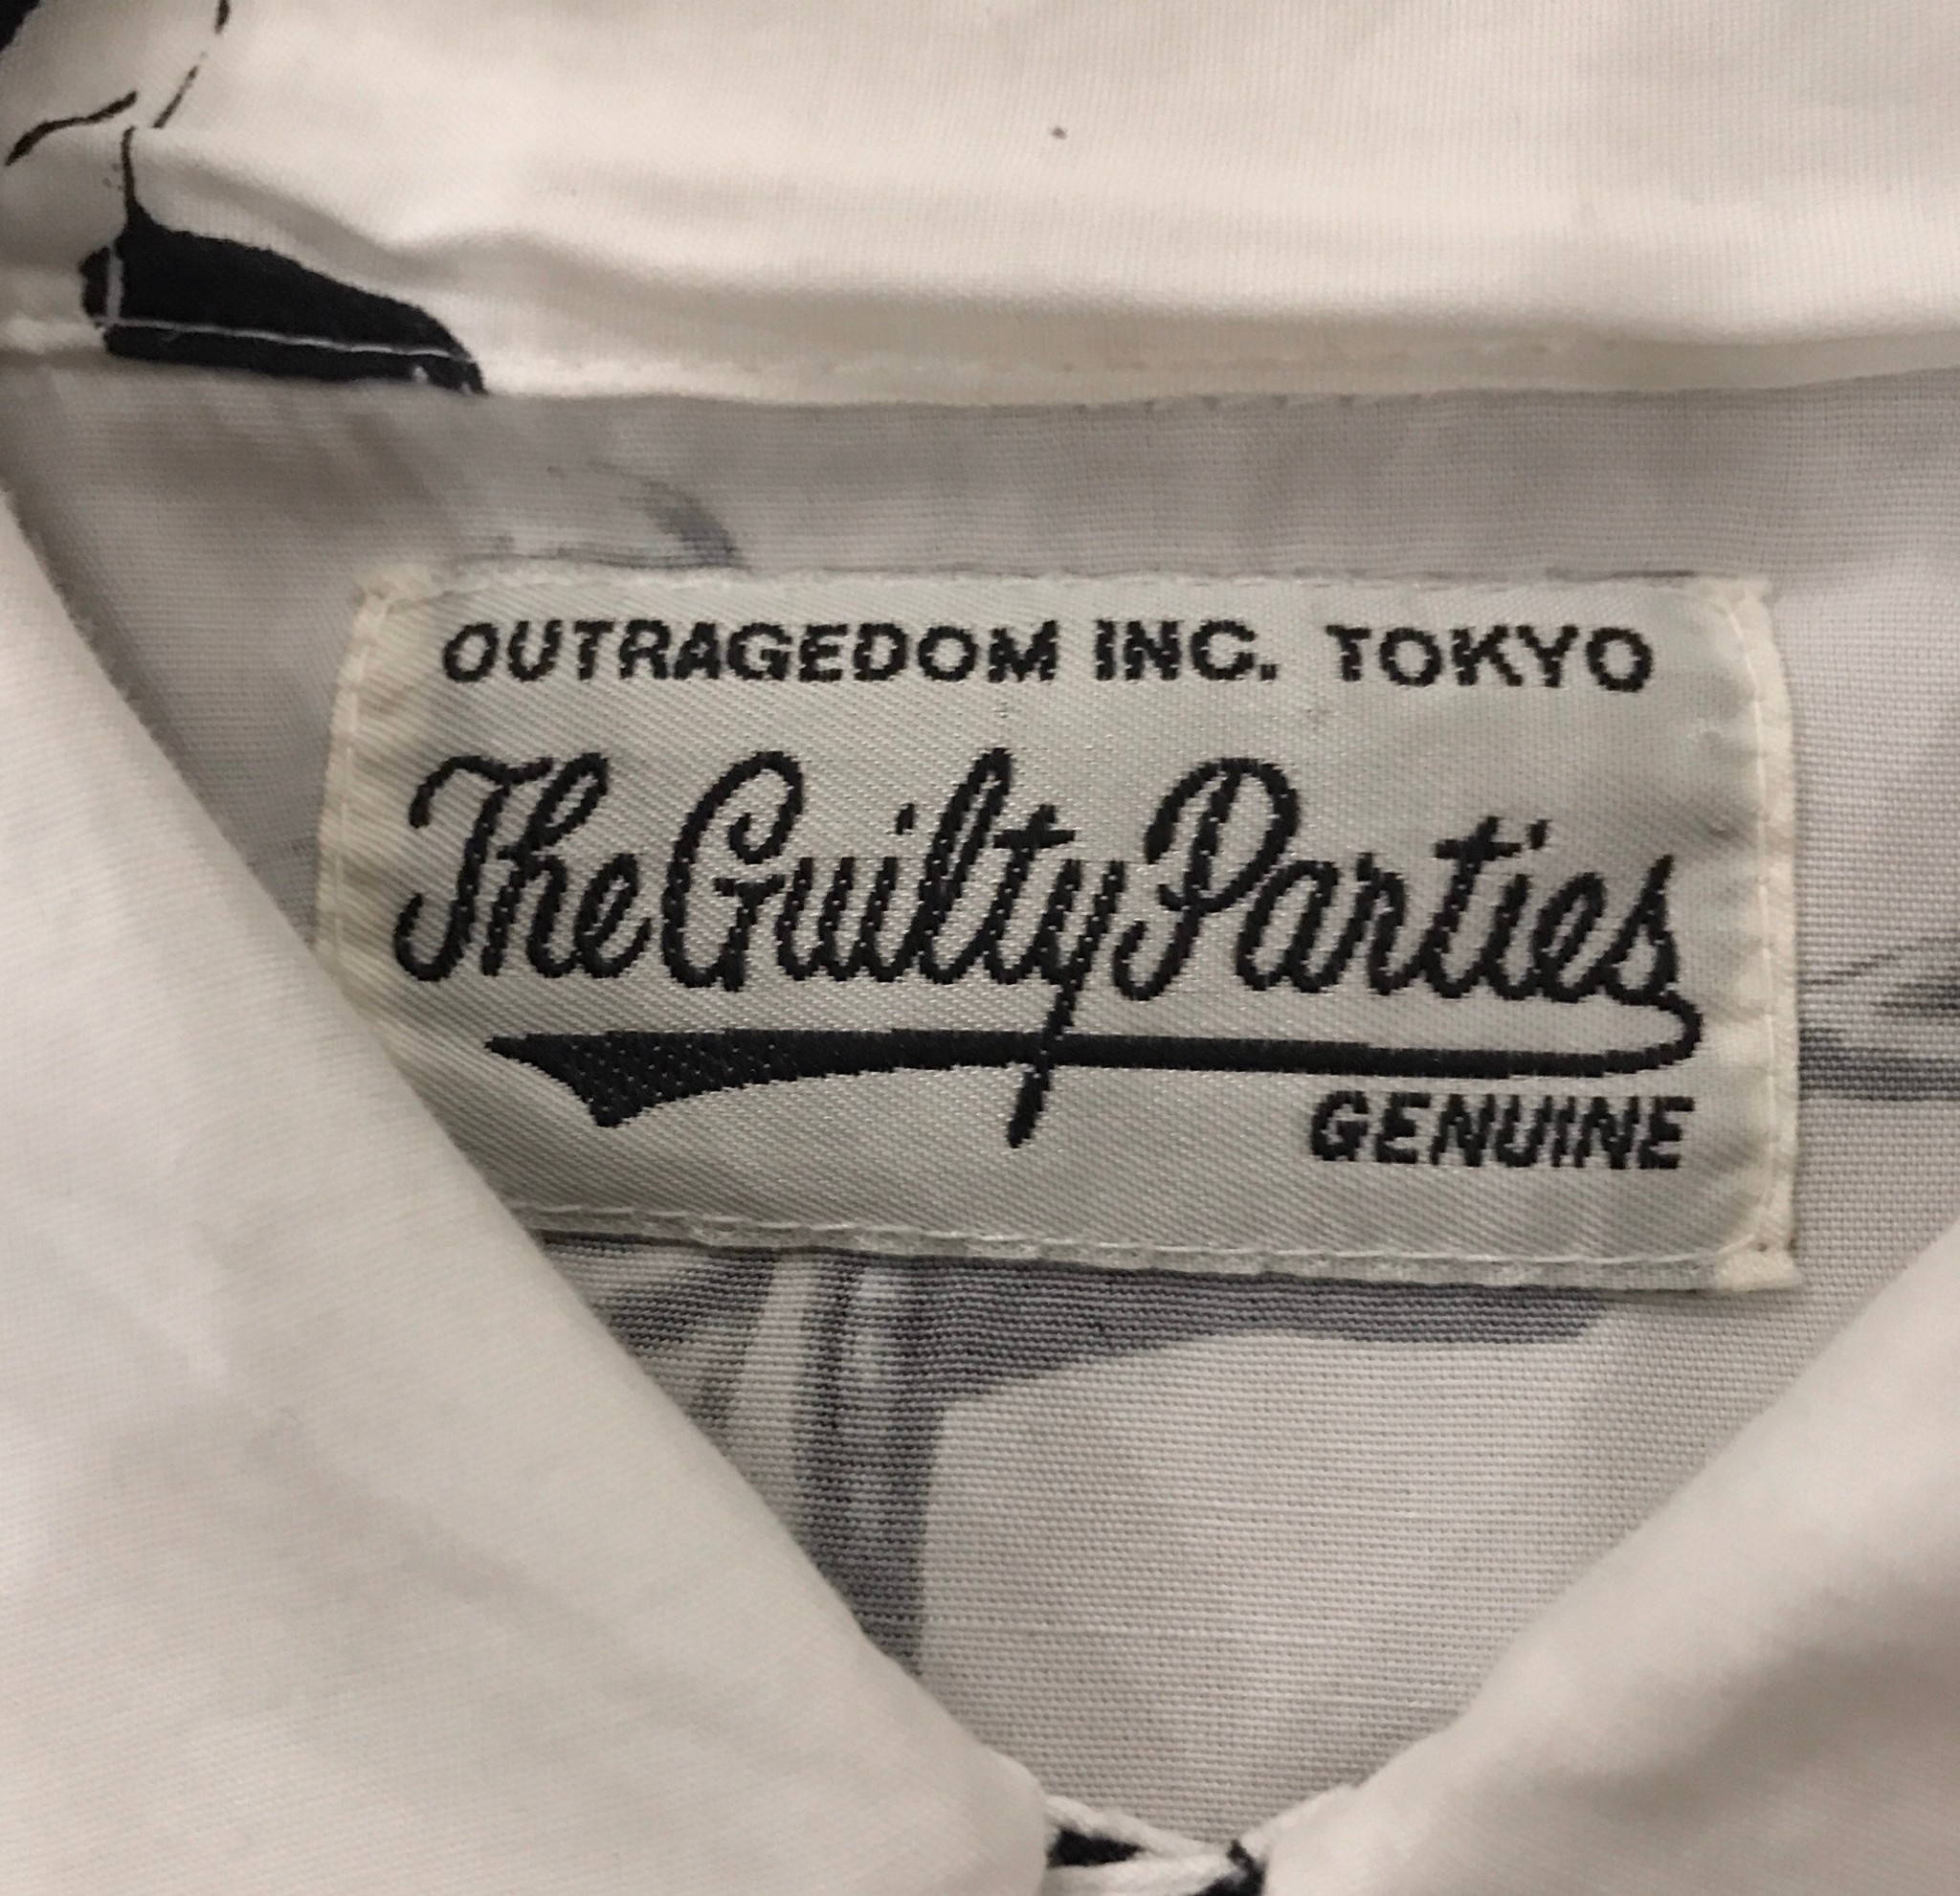 OUTRAGEDOM INC. TOKYO
The Guilty Parties
GENUINE